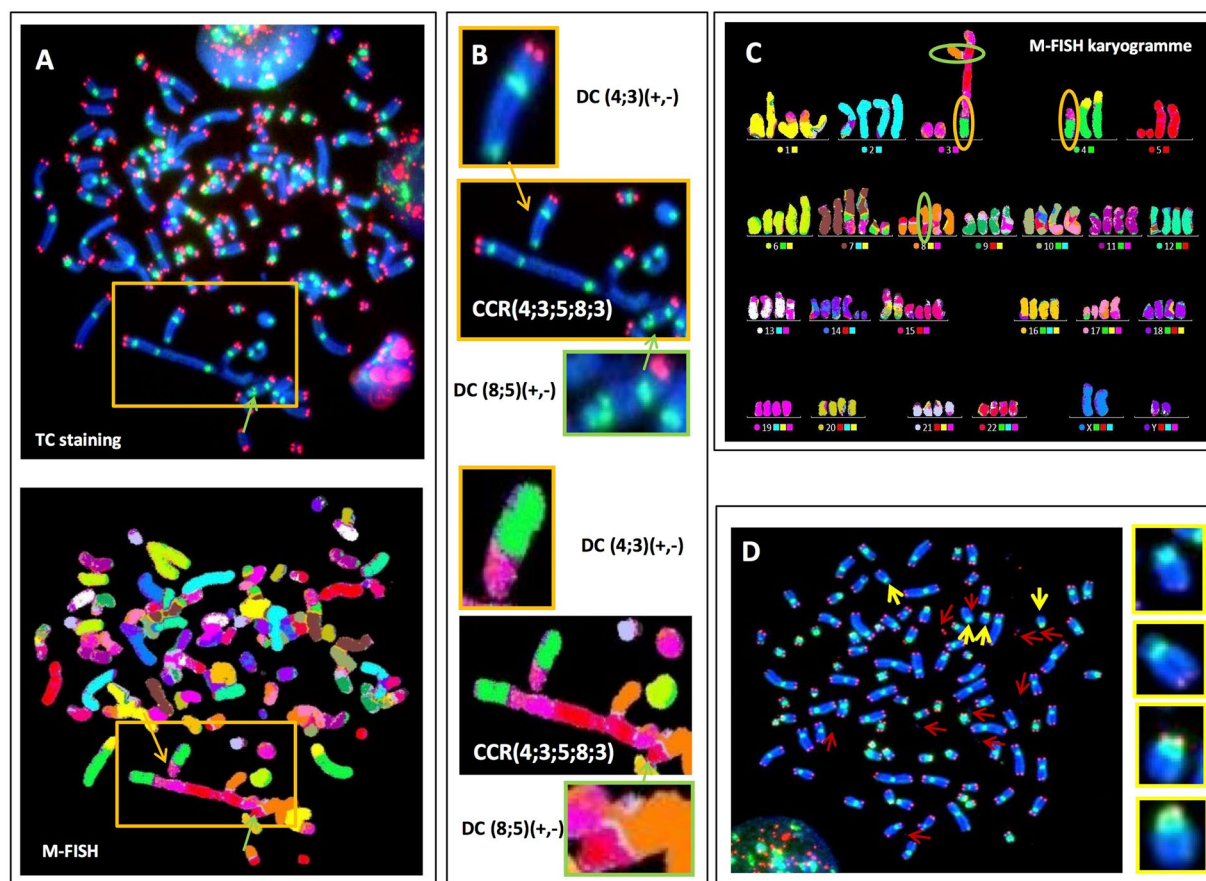 A
TC staining
M-FISH
B
DC (4;3)(+,-)
CCR(4;3;5;8;3)
DC (8;5)(+,-)
DC (4;3)(+,-)
CCR(4;3;5;8;3)
DC (8;5)(+,-)
C
M-FISH karyogramme
1 2 3 4 5
6 7 8 9 10 11 12
13 14 15 16 17 18
19 20 21 22 X Y
D